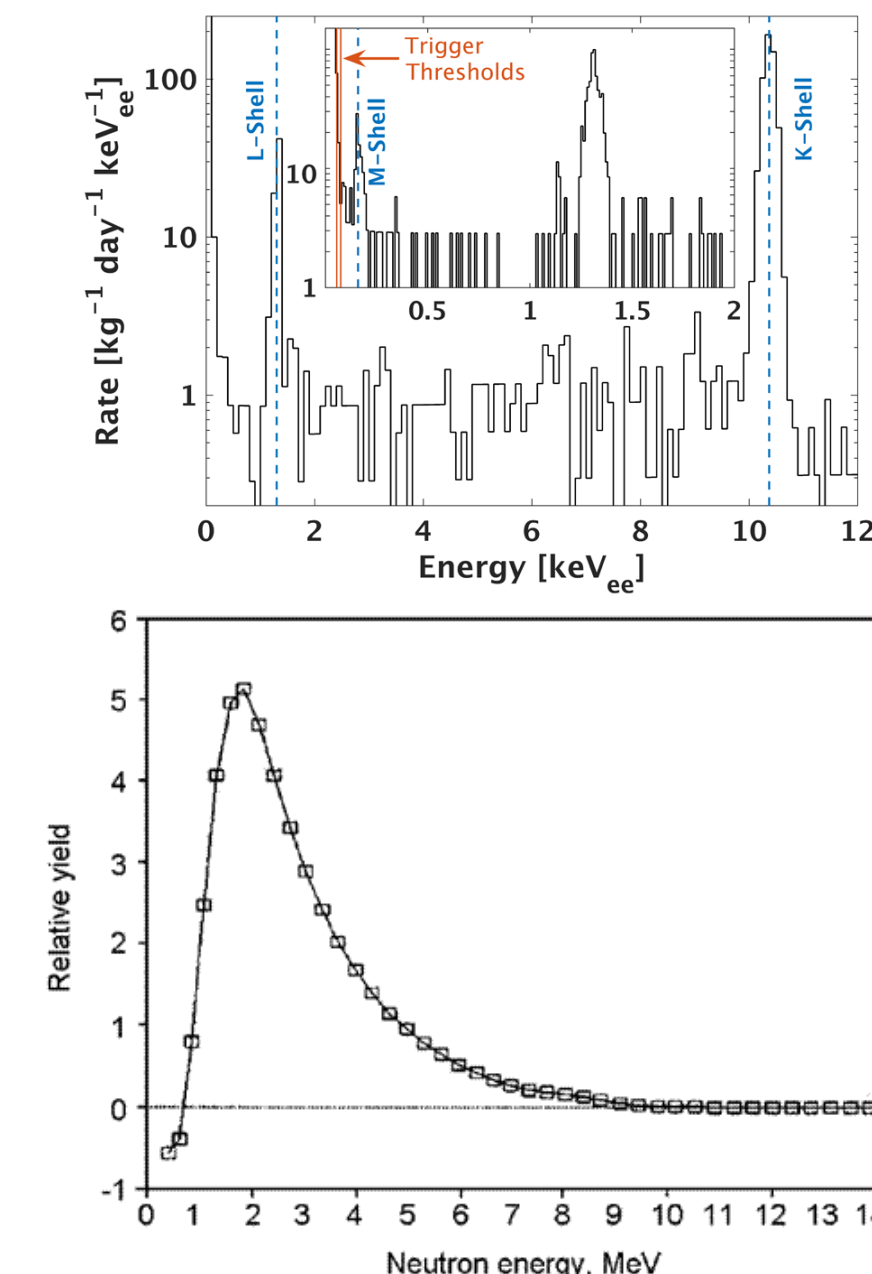 Rate [kg−1 day−1 keVee−1]
100
10
1
L−Shell
K−Shell
Trigger
Thresholds
M−Shell
10
1
0.5 1 1.5 2
0 2 4 6 8 10 12
Energy [keVee]
Relative yield
6
5
4
3
2
1
0
-1
0 1 2 3 4 5 6 7 8 9 10 11 12 13
Neutron energy, MeV